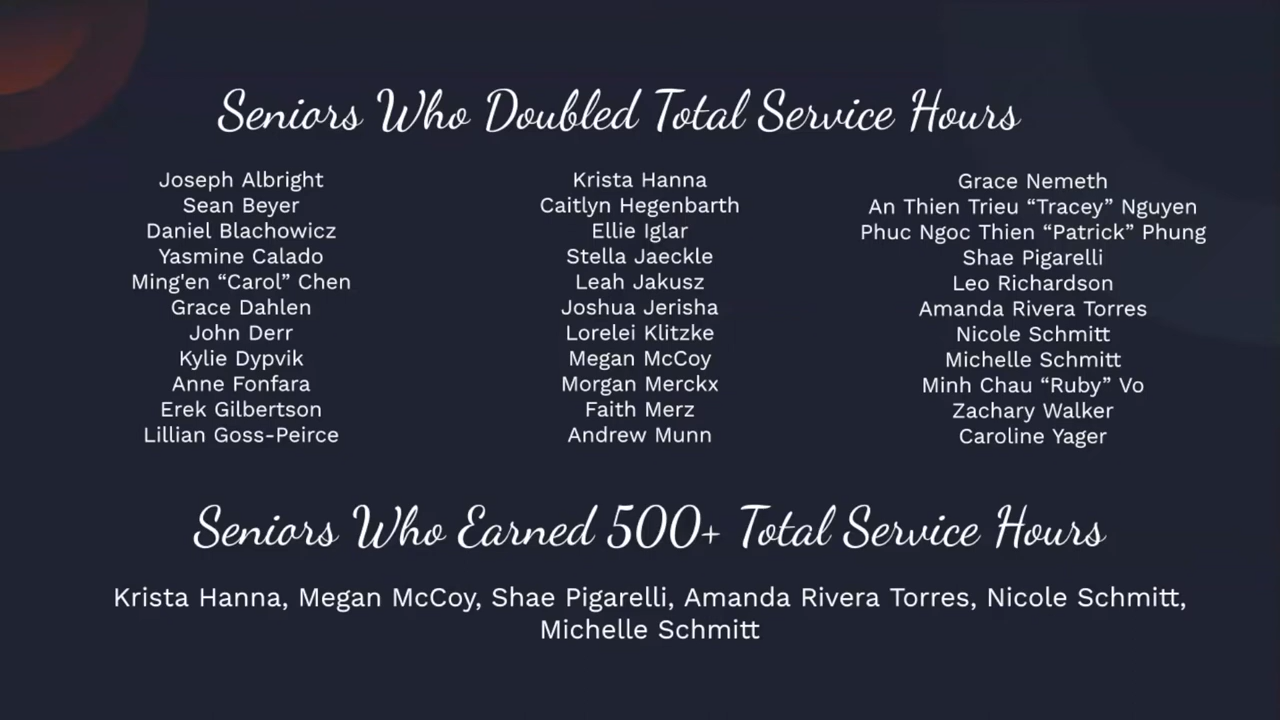 Seniors Who Doubled Total Service Hours
Joseph Albright
Sean Beyer
Daniel Blachowicz
Yasmine Calado
Ming'en “Carol” Chen
Grace Dahlen
John Derr
Kylie Dypvik
Anne Fonfara
Erek Gilbertson
Lillian Goss-Peirce
Krista Hanna
Caitlyn Hegenbarth
Ellie Iglar
Stella Jaeckle
Leah Jakusz
Joshua Jerisha
Lorelei Klitzke
Megan McCoy
Morgan Merckx
Faith Merz
Andrew Munn
Grace Nemeth
An Thien Trieu “Tracey” Nguyen
Phuc Ngoc Thien “Patrick” Phung
Shae Pigarelli
Leo Richardson
Amanda Rivera Torres
Nicole Schmitt
Michelle Schmitt
Minh Chau “Ruby” Vo
Zachary Walker
Caroline Yager
Seniors Who Earned 500+ Total Service Hours
Krista Hanna, Megan McCoy, Shae Pigarelli, Amanda Rivera Torres, Nicole Schmitt,
Michelle Schmitt